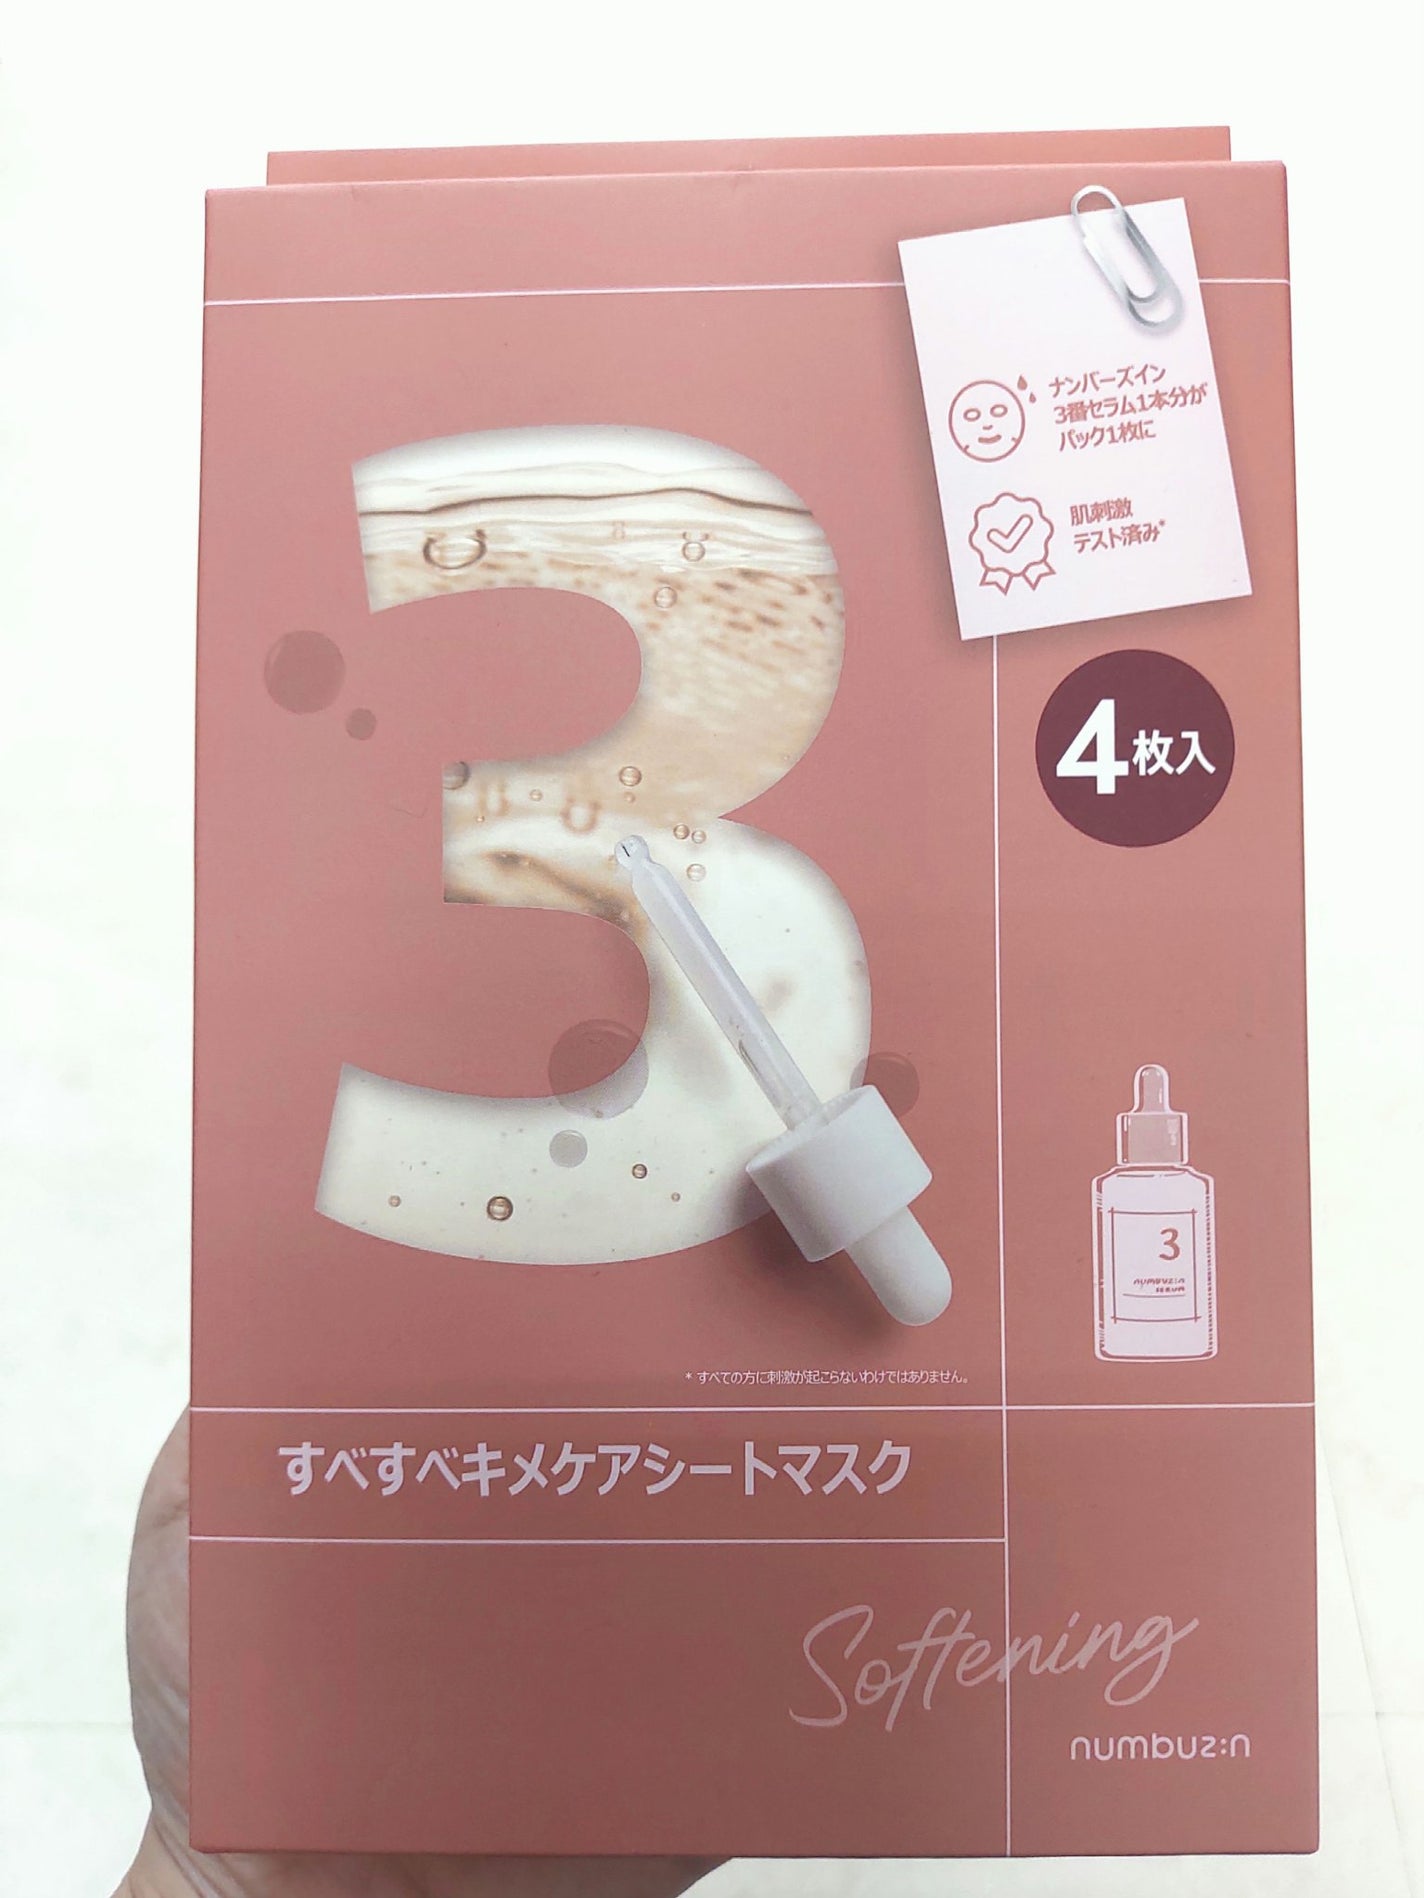 ナンバーズイン
3番セラム1本分が
パック1枚に
肌刺激
テスト済み*
4枚入
3
3
numbuz:n
SERUM
* すべての方に刺激が起こらないわけではありません。
すべすべキメケアシートマスク
Softening
numbuz:n